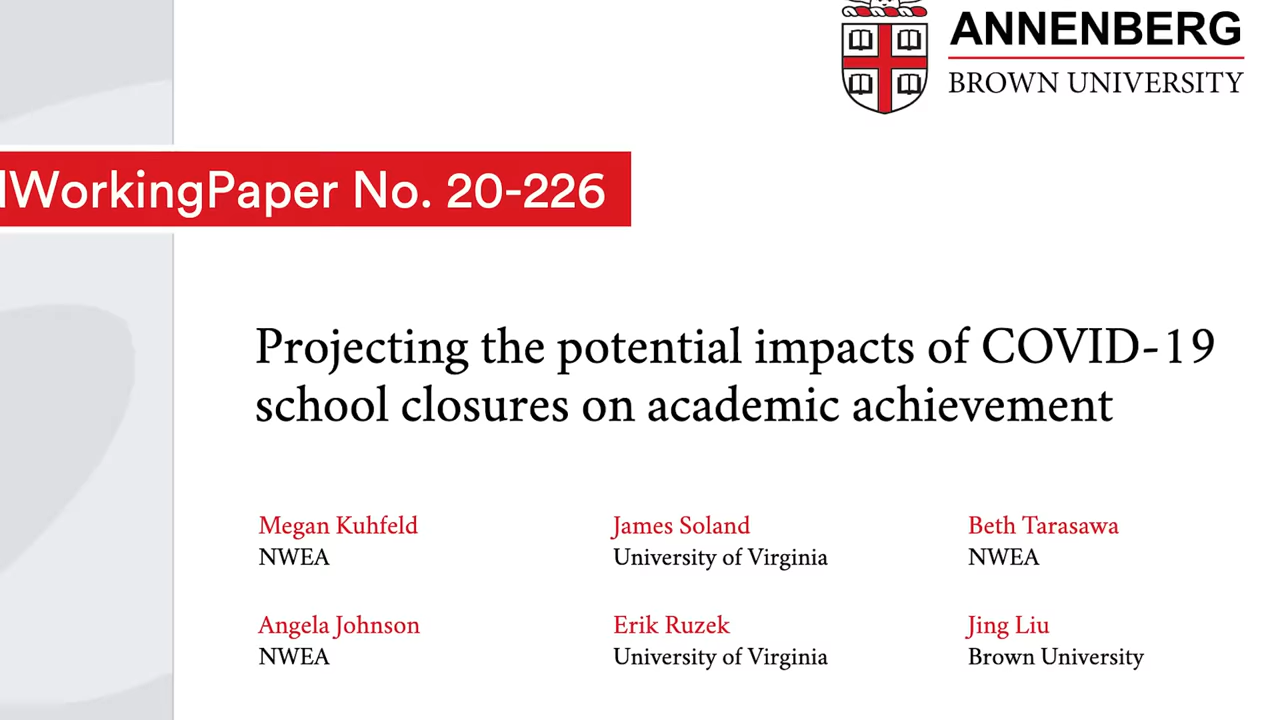 ANNENBERG
BROWN UNIVERSITY
WorkingPaper No. 20-226
Projecting the potential impacts of COVID-19
school closures on academic achievement
Megan Kuhfeld
NWEA
James Soland
University of Virginia
Beth Tarasawa
NWEA
Angela Johnson
NWEA
Erik Ruzek
University of Virginia
Jing Liu
Brown University